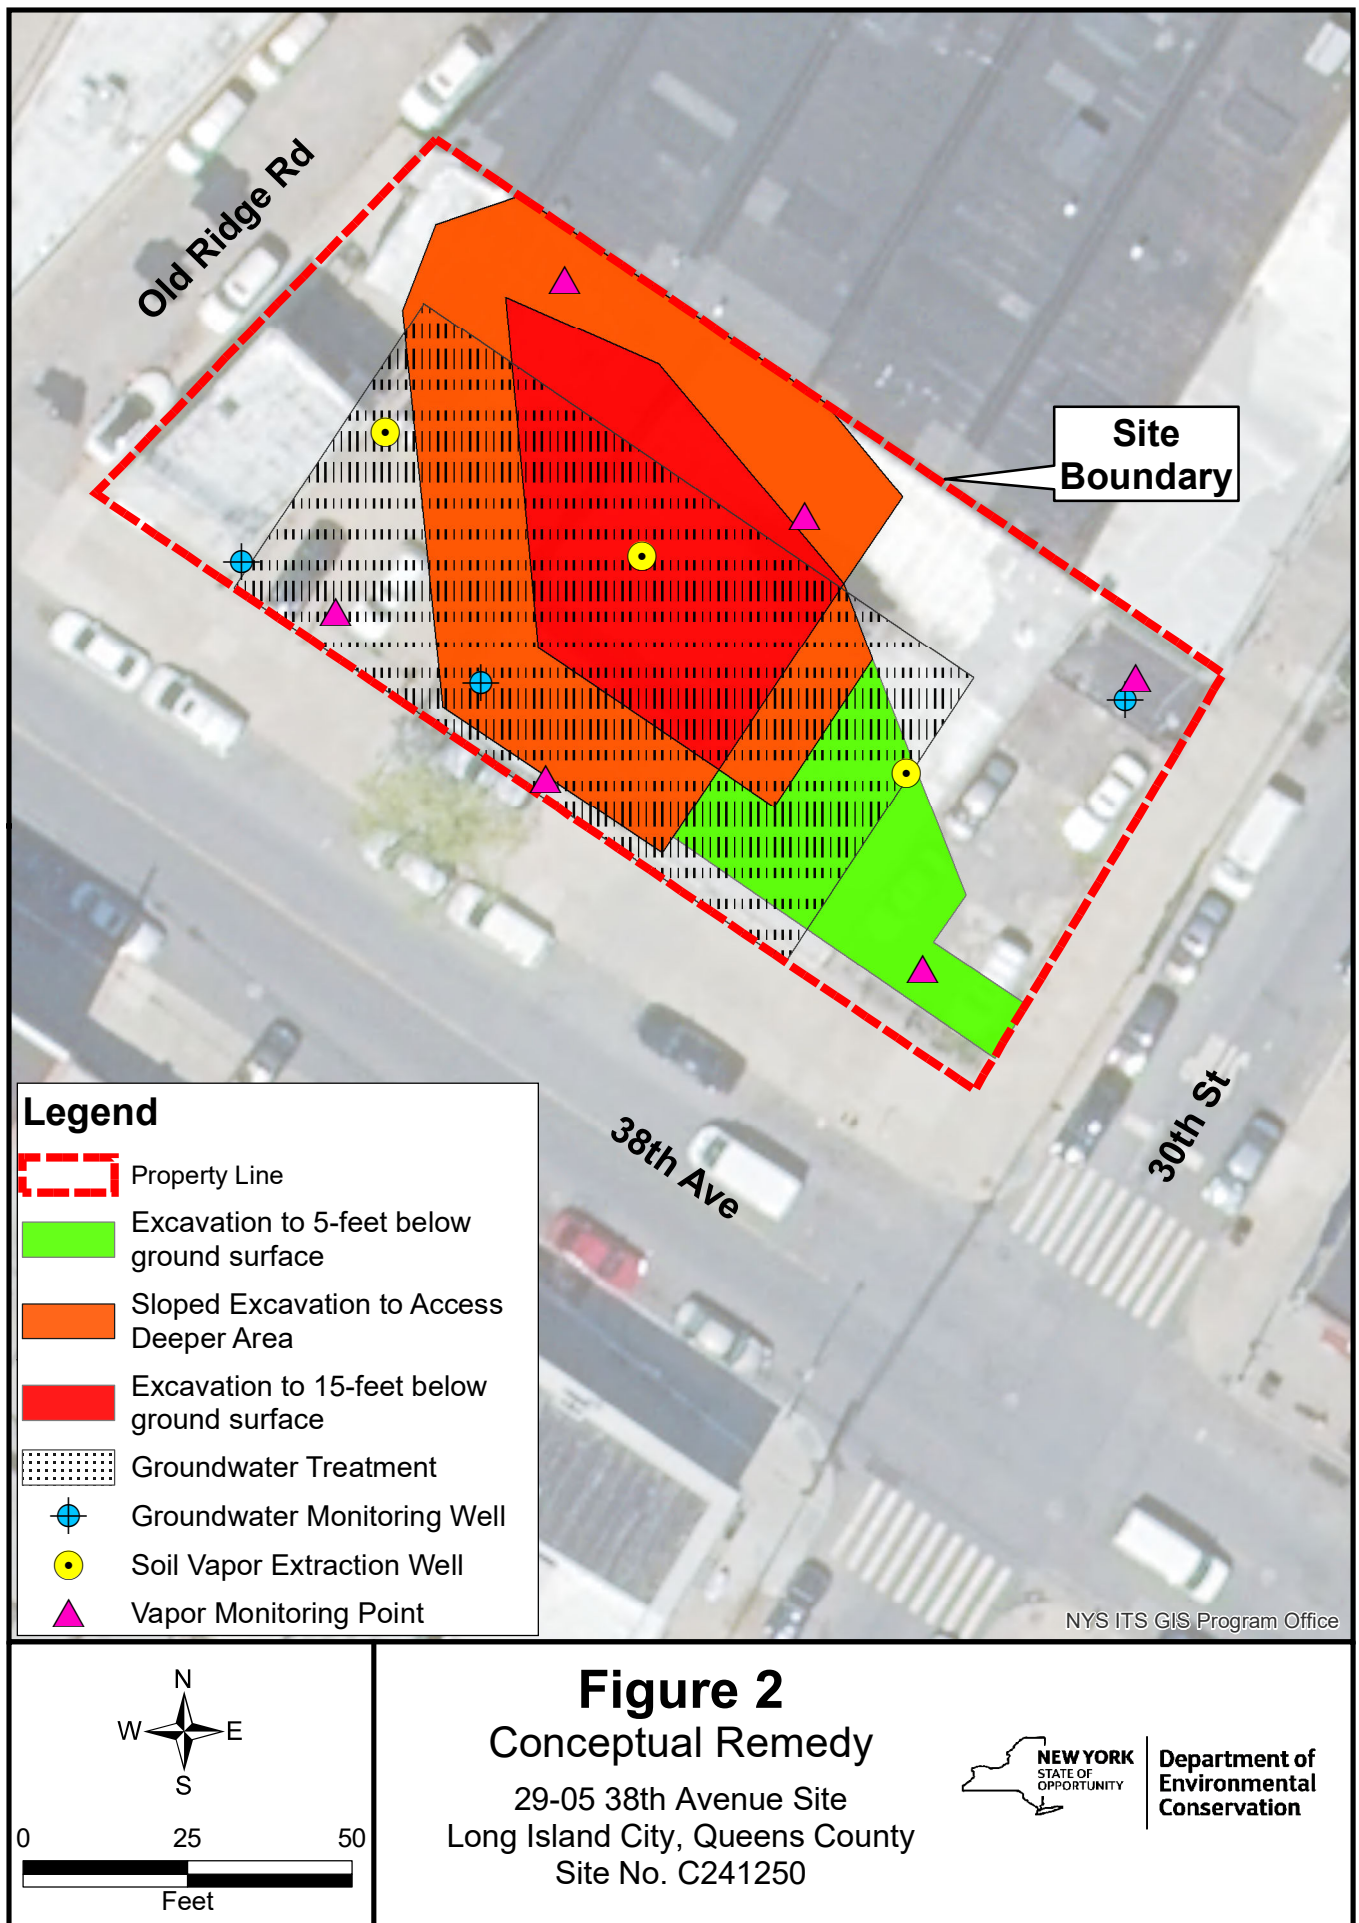 Old Ridge Rd
Site
Boundary
38th Ave
30th St
Legend
Property Line
Excavation to 5-feet below
ground surface
Sloped Excavation to Access
Deeper Area
Excavation to 15-feet below
ground surface
Groundwater Treatment
Groundwater Monitoring Well
Soil Vapor Extraction Well
Vapor Monitoring Point
NYS ITS GIS Program Office
N
W
E
S
0 25 50
Feet
Figure 2
Conceptual Remedy
29-05 38th Avenue Site
Long Island City, Queens County
Site No. C241250
NEW YORK
STATE OF
OPPORTUNITY
Department of
Environmental
Conservation